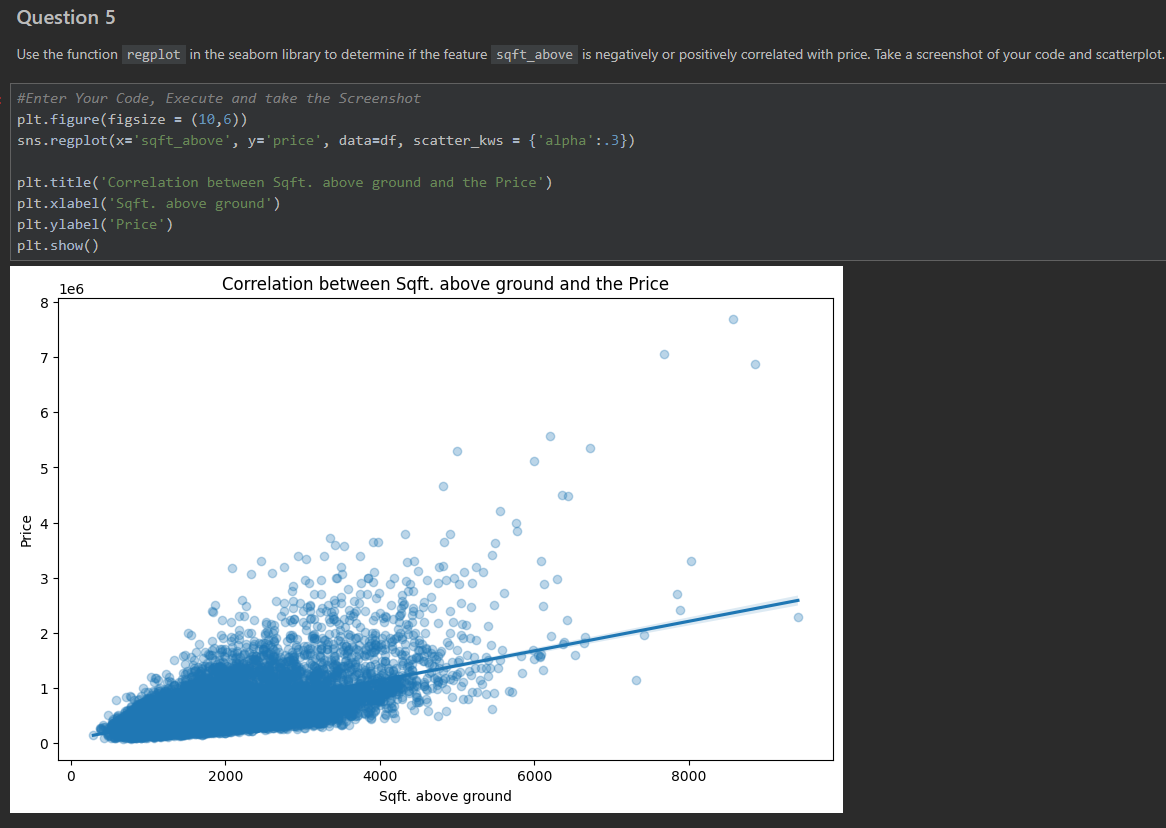 Question 5
Use the function regplot in the seaborn library to determine if the feature sqft_above is negatively or positively correlated with price. Take a screenshot of your code and scatterplot.
#Enter Your Code, Execute and take the Screenshot
plt.figure(figsize = (10,6))
sns.regplot(x='sqft_above', y='price', data=df, scatter_kws = {'alpha':.3})
plt.title('Correlation between Sqft. above ground and the Price')
plt.xlabel('Sqft. above ground')
plt.ylabel('Price')
plt.show()
Correlation between Sqft. above ground and the Price
1e6
8
7
6
5
4
3
2
1
0
Price
0 2000 4000 6000 8000
Sqft. above ground